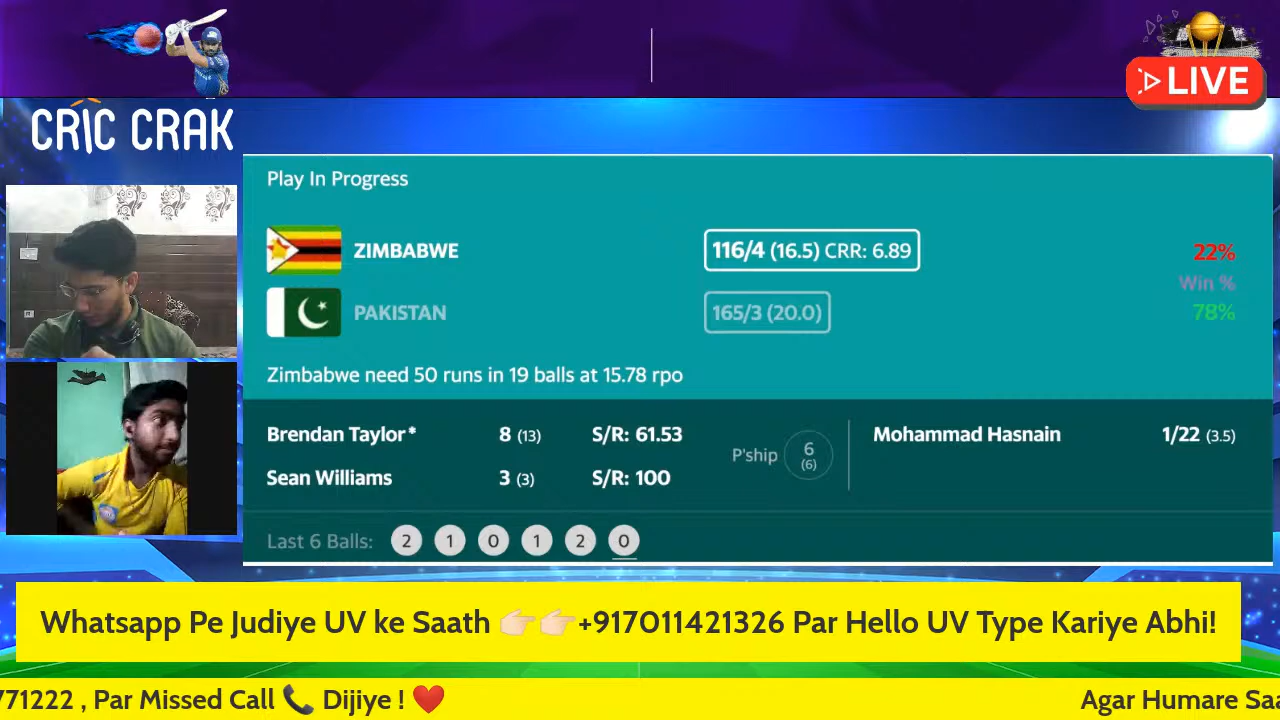 LIVE
CRIC CRAK
Play In Progress
ZIMBABWE 116/4 (16.5) CRR: 6.89 22%
Win %
PAKISTAN 165/3 (20.0) 78%
Zimbabwe need 50 runs in 19 balls at 15.78 rpo
Brendan Taylor* 8 (13) S/R: 61.53 Mohammad Hasnain 1/22 (3.5)
P'ship 6 (6)
Sean Williams 3 (3) S/R: 100
Last 6 Balls: 2 1 0 1 2 0
Whatsapp Pe Judiye UV ke Saath 👉🏻👉🏻+917011421326 Par Hello UV Type Kariye Abhi!
771222 , Par Missed Call 📞 Dijiye ! ❤️ Agar Humare Saa